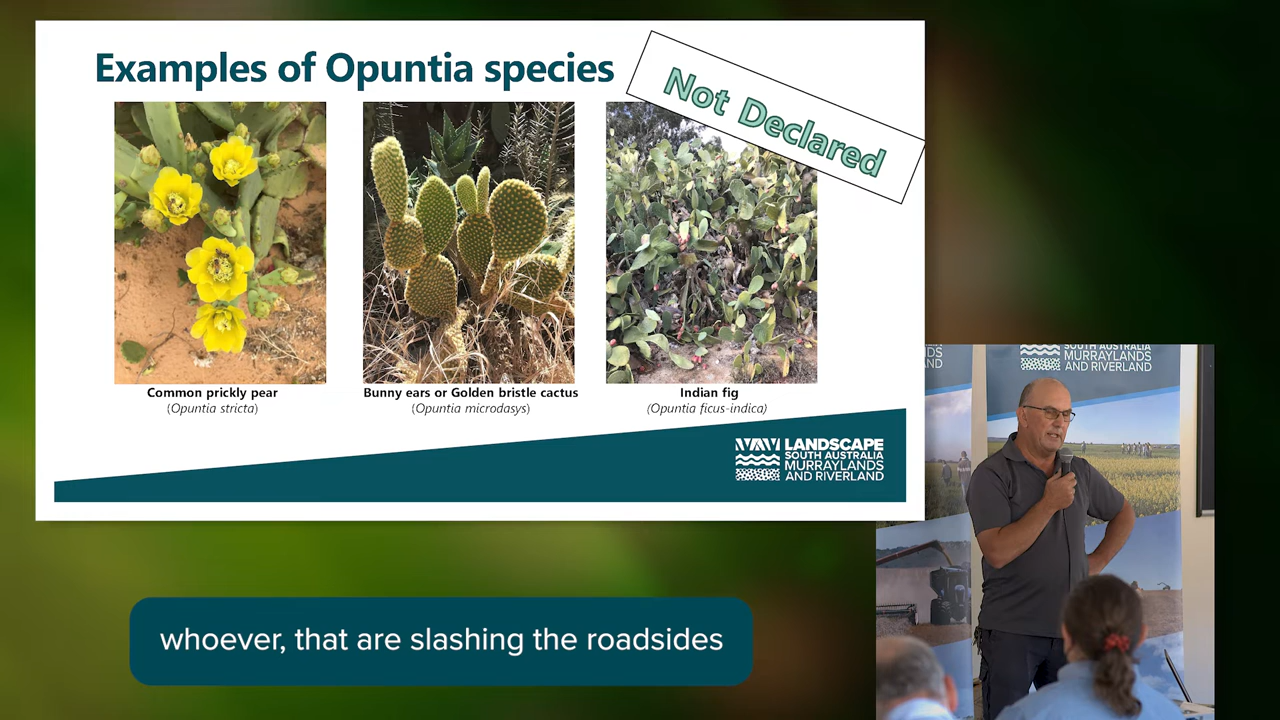 Examples of Opuntia species
Not Declared
Common prickly pear
(Opuntia stricta)
Bunny ears or Golden bristle cactus
(Opuntia microdasys)
Indian fig
(Opuntia ficus-indica)
LANDSCAPE
SOUTH AUSTRALIA
MURRAYLANDS
AND RIVERLAND
SOUTH AUSTRALIA
MURRAYLANDS
AND RIVERLAND
NDS
AND
whoever, that are slashing the roadsides